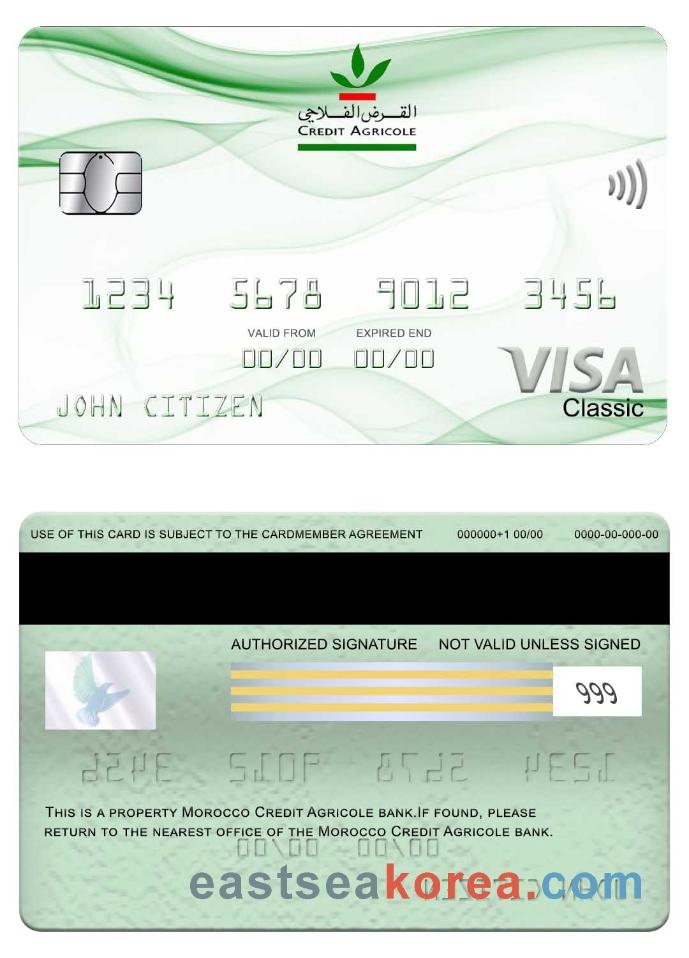 القرض الفلاحي
CREDIT AGRICOLE
1234 5678 9012 3456
VALID FROM EXPIRED END
00/00 00/00
VISA
JOHN CITIZEN
Classic
USE OF THIS CARD IS SUBJECT TO THE CARDMEMBER AGREEMENT 000000+1 00/00 0000-00-000-00
AUTHORIZED SIGNATURE NOT VALID UNLESS SIGNED
999
THIS IS A PROPERTY MOROCCO CREDIT AGRICOLE BANK.IF FOUND, PLEASE
RETURN TO THE NEAREST OFFICE OF THE MOROCCO CREDIT AGRICOLE BANK.
eastseakorea.com